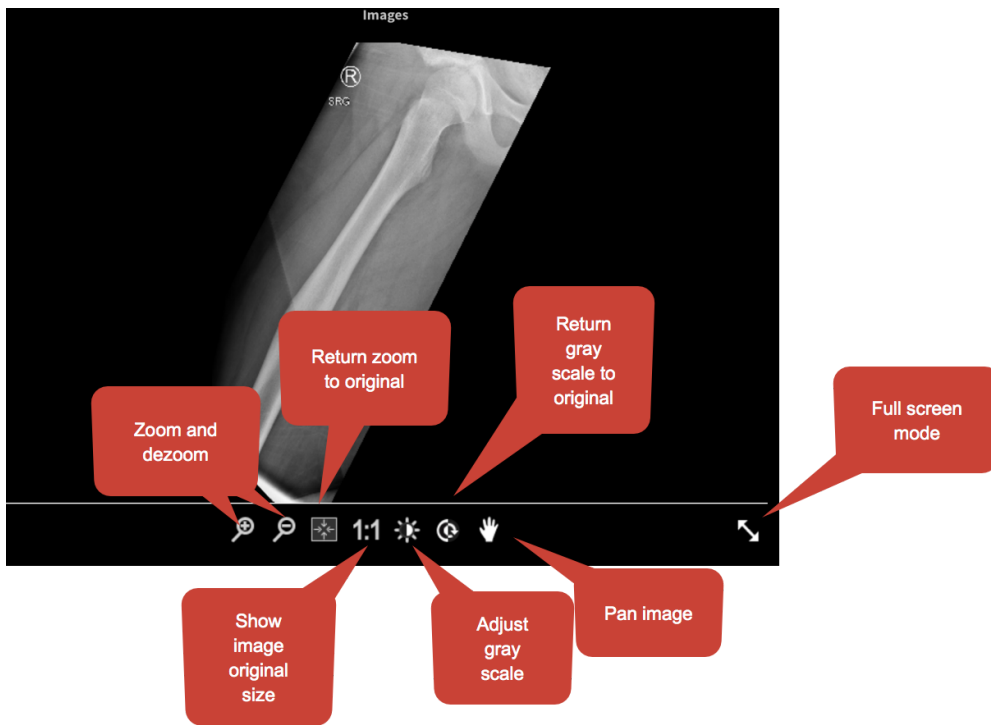 Images
R
SRG
Return zoom
to original
Return
gray
scale to
original
Zoom and
dezoom
Full screen
mode
1:1
Show
image
original
size
Adjust
gray
scale
Pan image